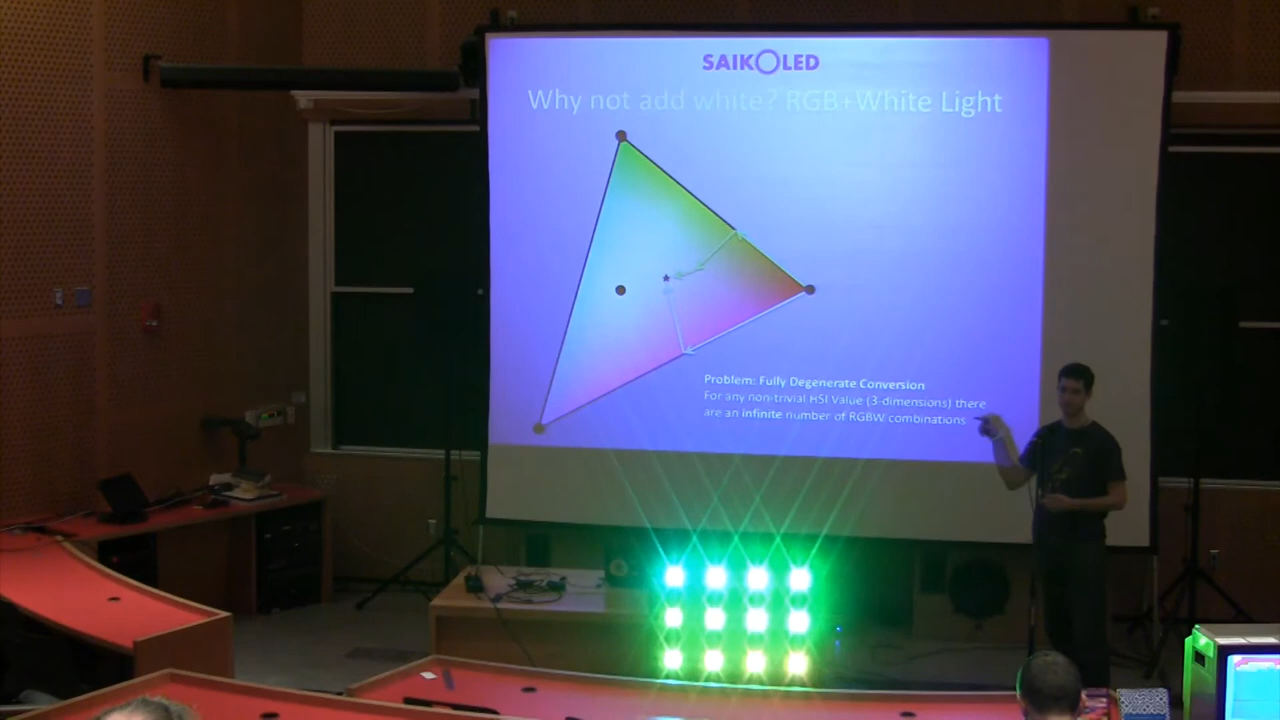 SAIKOLED
Why not add white? RGB+White Light
Problem: Fully Degenerate Conversion
For any non-trivial HSI Value (3-dimensions) there
are an infinite number of RGBW combinations